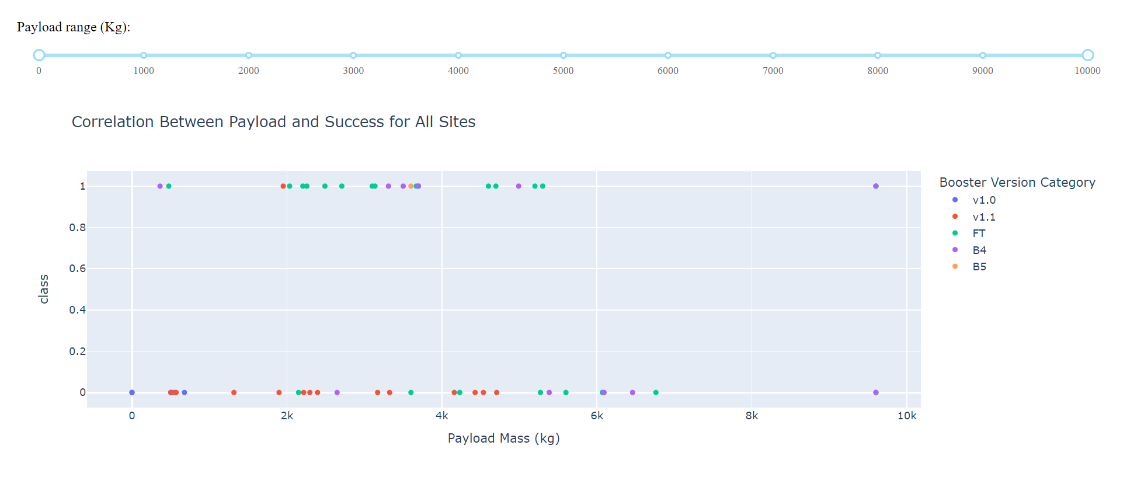 Payload range (Kg):
0 1000 2000 3000 4000 5000 6000 7000 8000 9000 10000
Correlation Between Payload and Success for All Sites
Booster Version Category
v1.0
v1.1
FT
B4
B5
1
0.8
0.6
0.4
0.2
0
class
0 2k 4k 6k 8k 10k
Payload Mass (kg)